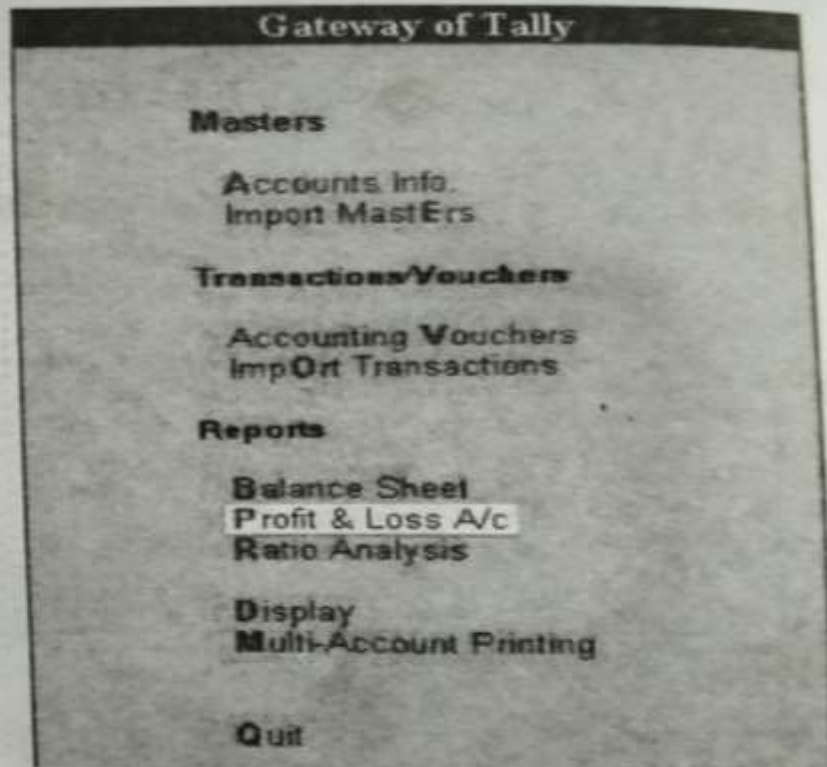 Gateway of Tally
Masters
Accounts Info.
Import MastErs
Transactions/Vouchers
Accounting Vouchers
ImpOrt Transactions
Reports
Balance Sheet
Profit & Loss A/c
Ratio Analysis
Display
Multi-Account Printing
Quit